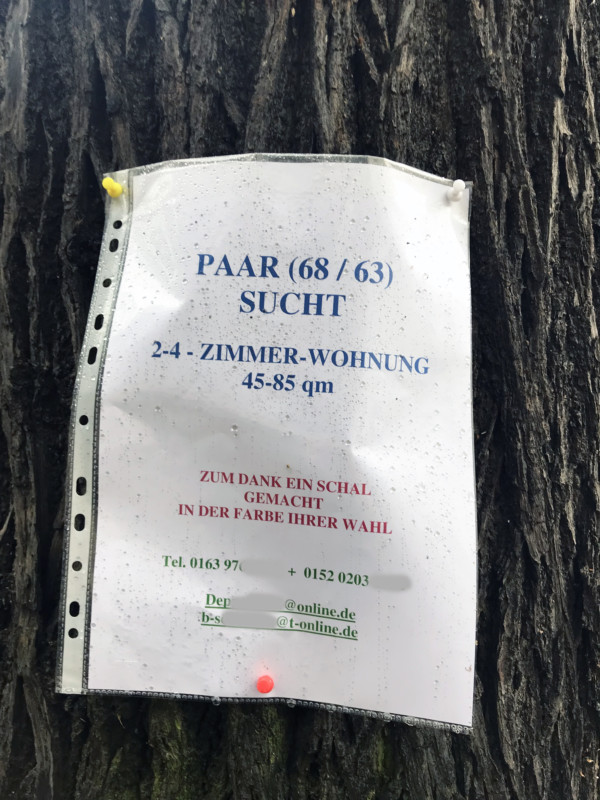 PAAR (68 / 63)
SUCHT
2-4 - ZIMMER-WOHNUNG
45-85 qm
ZUM DANK EIN SCHAL
GEMACHT
IN DER FARBE IHRER WAHL
Tel. 0163 97 + 0152 0203
Dep @online.de
b-s @t-online.de